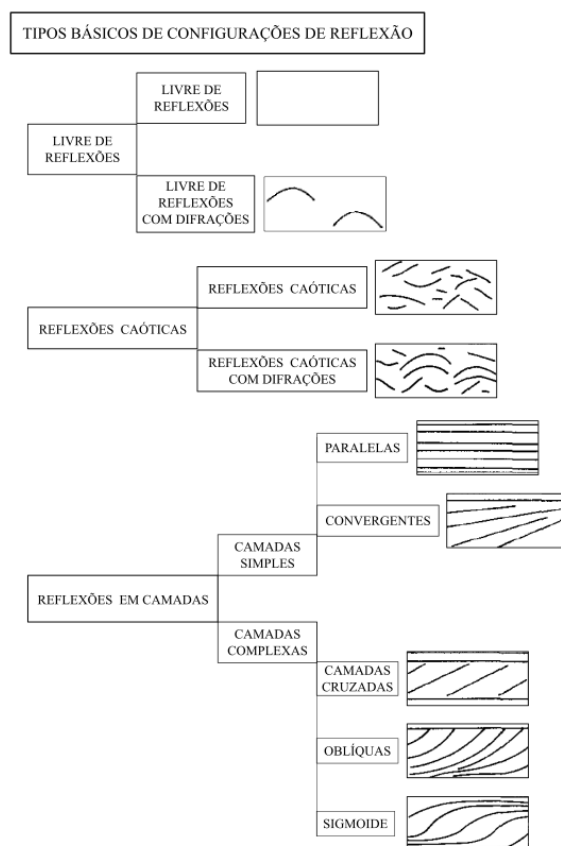 TIPOS BÁSICOS DE CONFIGURAÇÕES DE REFLEXÃO
LIVRE DE
REFLEXÕES
LIVRE DE
REFLEXÕES
LIVRE DE
REFLEXÕES
COM DIFRAÇÕES
REFLEXÕES CAÓTICAS
REFLEXÕES CAÓTICAS
REFLEXÕES CAÓTICAS
COM DIFRAÇÕES
PARALELAS
CONVERGENTES
CAMADAS
SIMPLES
REFLEXÕES EM CAMADAS
CAMADAS
COMPLEXAS
CAMADAS
CRUZADAS
OBLÍQUAS
SIGMOIDE